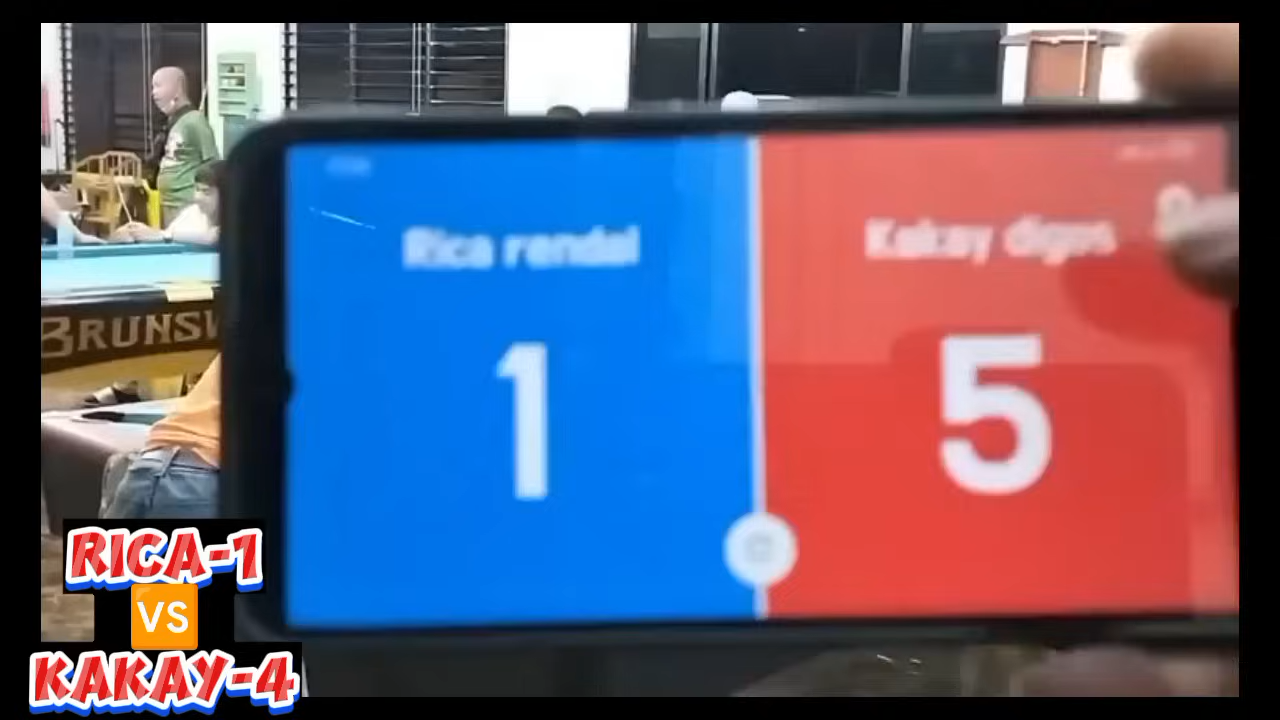 Rica rendal
Kakay digos
1
5
BRUNSW
RICA-1
VS
KAKAY-4